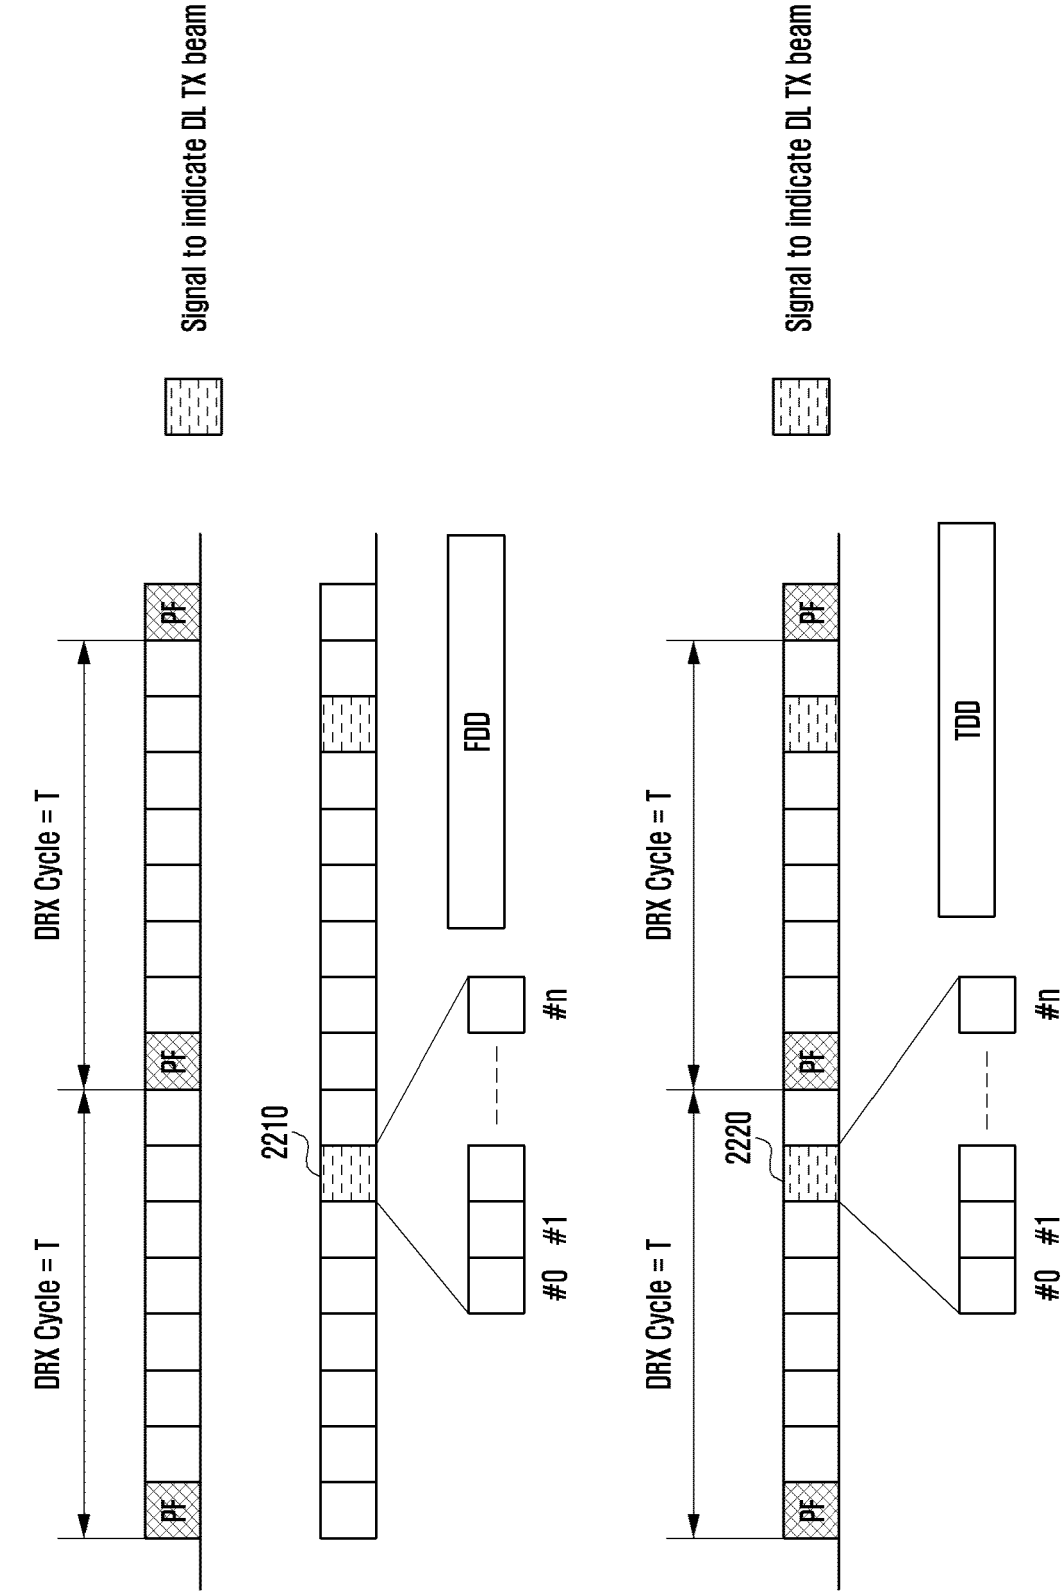 DRX Cycle = T
DRX Cycle = T
PF
PF
PF
Signal to indicate DL TX beam
2210
#0
#1
#n
FDD
DRX Cycle = T
DRX Cycle = T
PF
PF
PF
Signal to indicate DL TX beam
2220
#0
#1
#n
TDD